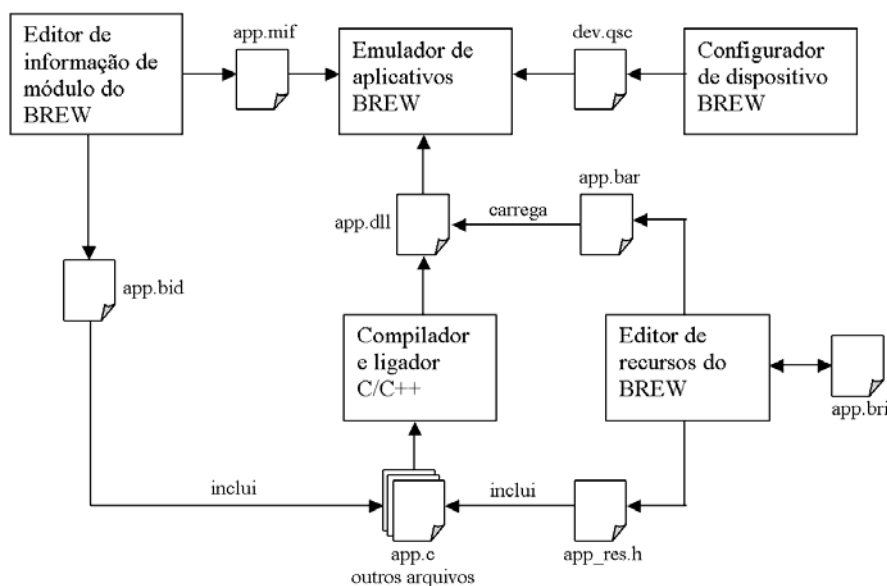 Editor de
informação de
módulo do
BREW
app.mif
Emulador de
aplicativos
BREW
dev.qsc
Configurador
de dispositivo
BREW
app.dll
carrega
app.bar
app.bid
Compilador
e ligador
C/C++
Editor de
recursos do
BREW
app.bri
inclui
inclui
app.c
outros arquivos
app_res.h